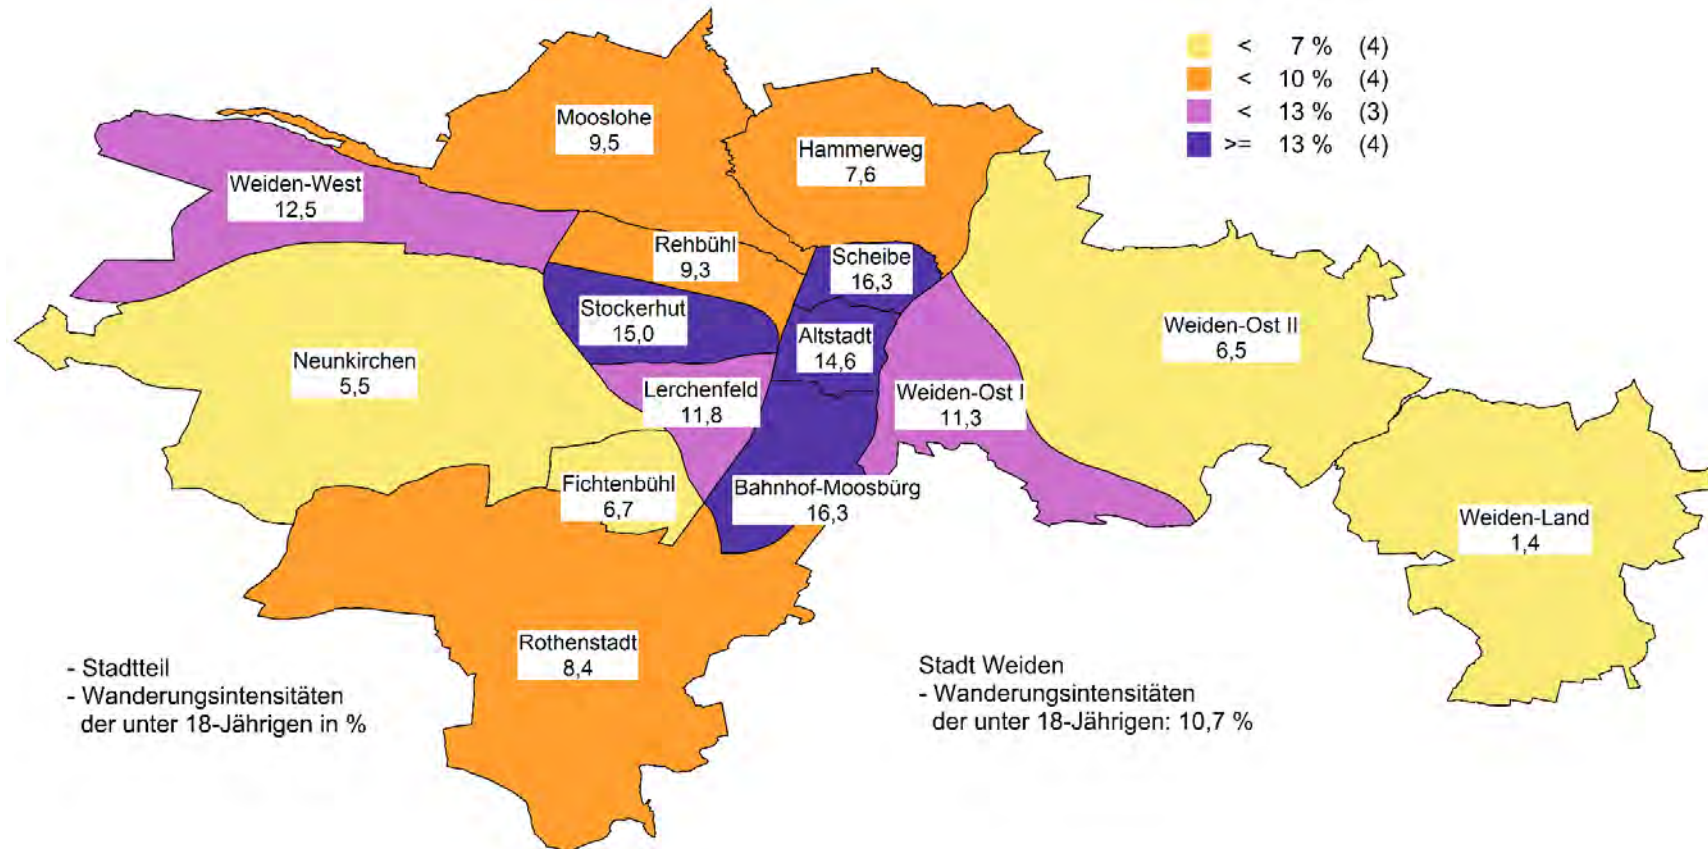 < 7 % (4)
< 10 % (4)
< 13 % (3)
>= 13 % (4)
Mooslohe
9,5
Hammerweg
7,6
Weiden-West
12,5
Rehbühl
9,3
Scheibe
16,3
Stockerhut
15,0
Altstadt
14,6
Weiden-Ost II
6,5
Neunkirchen
5,5
Lerchenfeld
11,8
Weiden-Ost I
11,3
Fichtenbühl
6,7
Bahnhof-Moosbürg
16,3
Weiden-Land
1,4
Rothenstadt
8,4
- Stadtteil
- Wanderungsintensitäten
der unter 18-Jährigen in %
Stadt Weiden
- Wanderungsintensitäten
der unter 18-Jährigen: 10,7 %